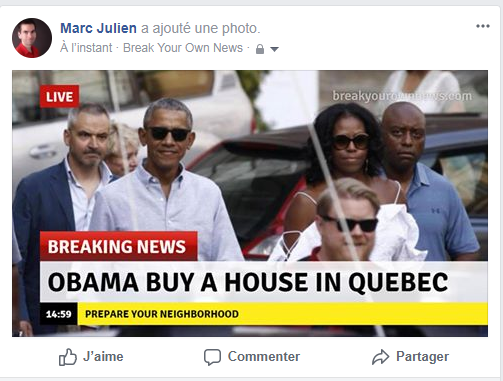 Marc Julien a ajouté une photo.
À l'instant · Break Your Own News ·
LIVE
breakyourownnews.com
BREAKING NEWS
OBAMA BUY A HOUSE IN QUEBEC
14:59 PREPARE YOUR NEIGHBORHOOD
J'aime Commenter Partager